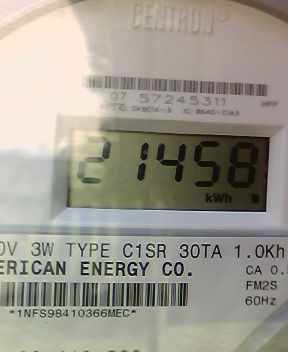 CENTRON
07 57245311 HPP
21458
kWh
0V 3W TYPE C1SR 30TA 1.0Kh
ERICAN ENERGY CO. CA 0.
FM2S
60Hz
*1NFS98410366MEC*